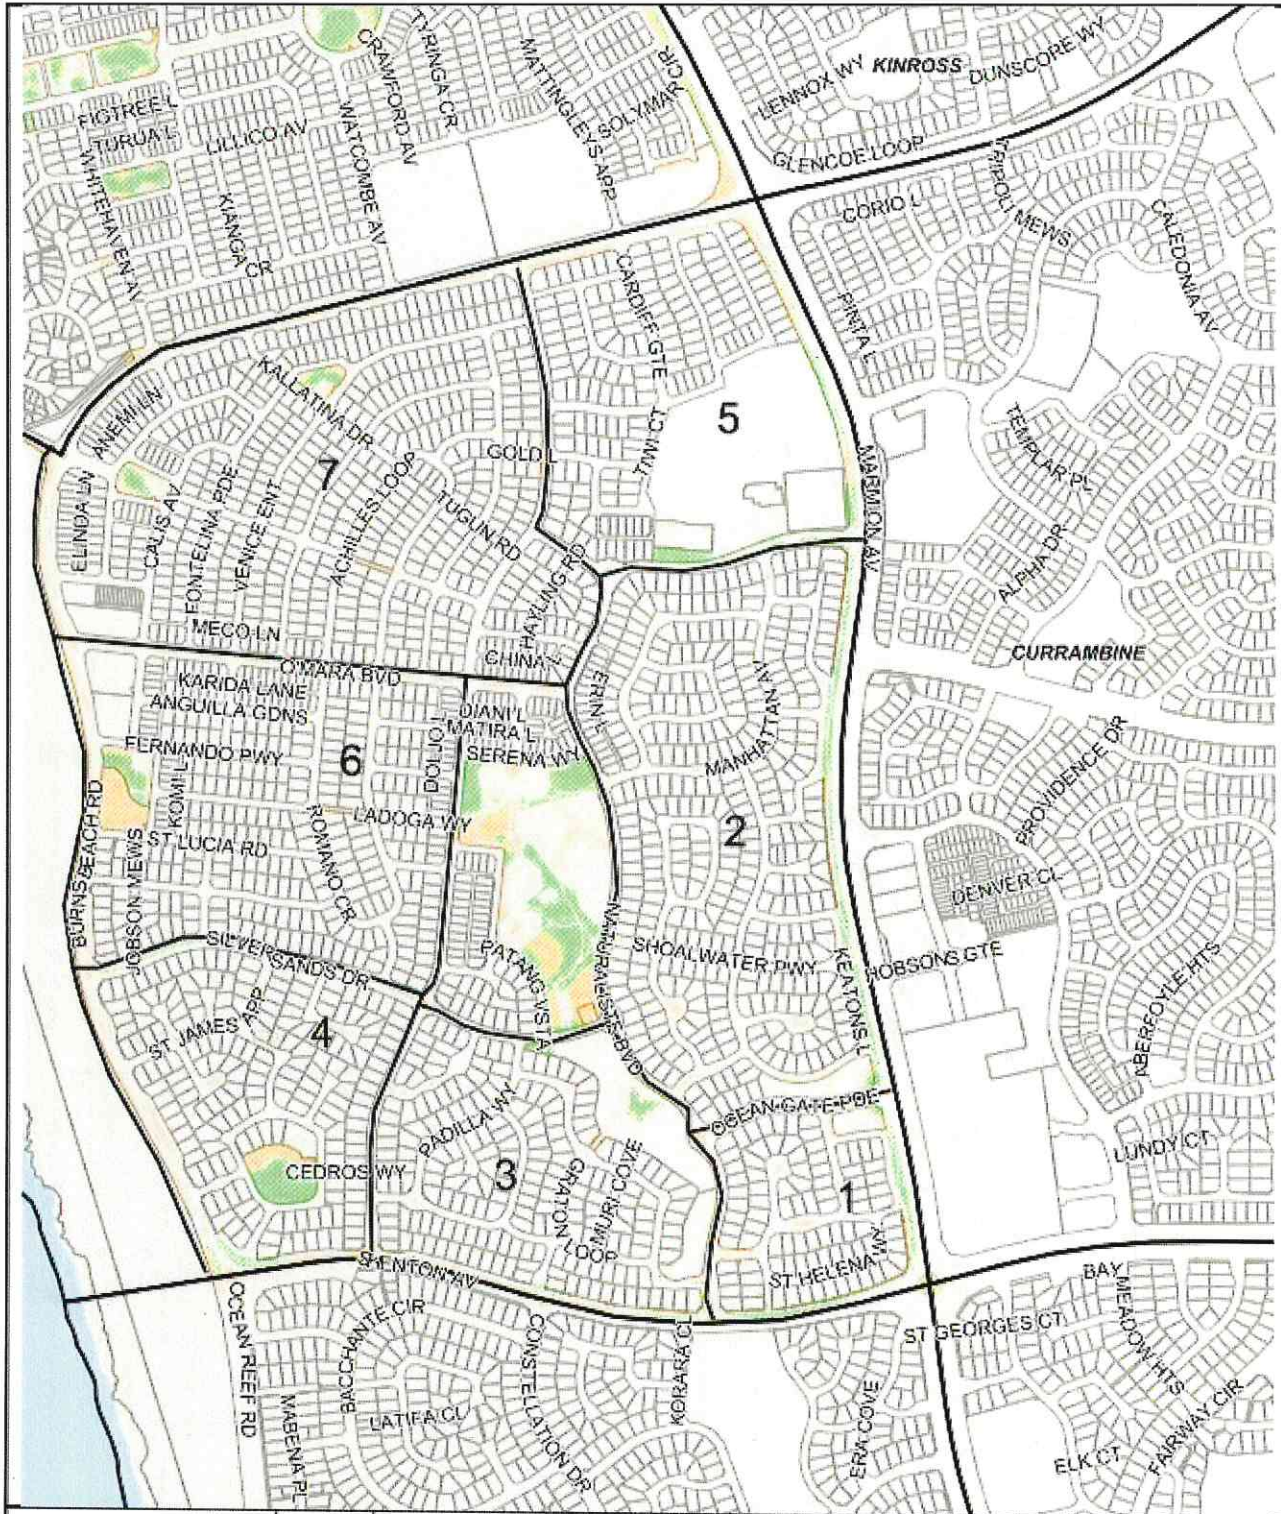 TYRINGA CR
CRAWFORD AV
MATTINGLEYS APP
SOLYMAR
CIR
LENNOX WY
KINROSS
DUNSCORE WY
FIGTREE L
TURUA L
LILLICO AV
WATCOMBE AV
WHITEHAVEN AV
KIANGA CR
GLENCOE LOOP
TRIPOLI MEWS
CORIO L
CALEDONIA AV
CARDIFF GTE
PINTA L
KALLATINA DR
ANEMI LN
5
TIWI CT
TEMPLAR PL
7
GOLD L
MARMION AV
ELINDA LN
CALIS AV
FONTELINA PDE
VENICE ENT
ACHILLES LOOP
TUGUN RD
HAYLING RD
ALPHA DR
MECO LN
CHINA L
CURRAMBINE
O'MARA BVD
KARIDA LANE
ANGUILLA GDNS
DIANI L
MATIRA L
SERENA WY
ERIN L
MANHATTAN AV
FERNANDO PWY
6
DOLJO T
PROVIDENCE DR
BURNS BEACH RD
KOMI L
LADOGA WY
ST LUCIA RD
ROMANO CR
2
JOBSON MEWS
DENVER CL
SILVER SANDS DR
PATANG VSTA
NATURALISTE BVD
SHOALWATER PWY
KEATONS L
HOBSONS GTE
ABERFOYLE HTS
ST JAMES APP
4
PADILLA WY
OCEAN GATE PDE
CEDROS WY
3
GRATON LOOP
MURI COVE
1
LUNDY CT
SHENTON AV
ST HELENA WY
OCEAN REEF RD
BACCHANTE CIR
CONSTELLATION DR
KORARA CT
ST GEORGES CT
BAY
MEADOW HTS
MABENA PL
LATIFA CL
ERA COVE
ELK CT
FAIRWAY CIR